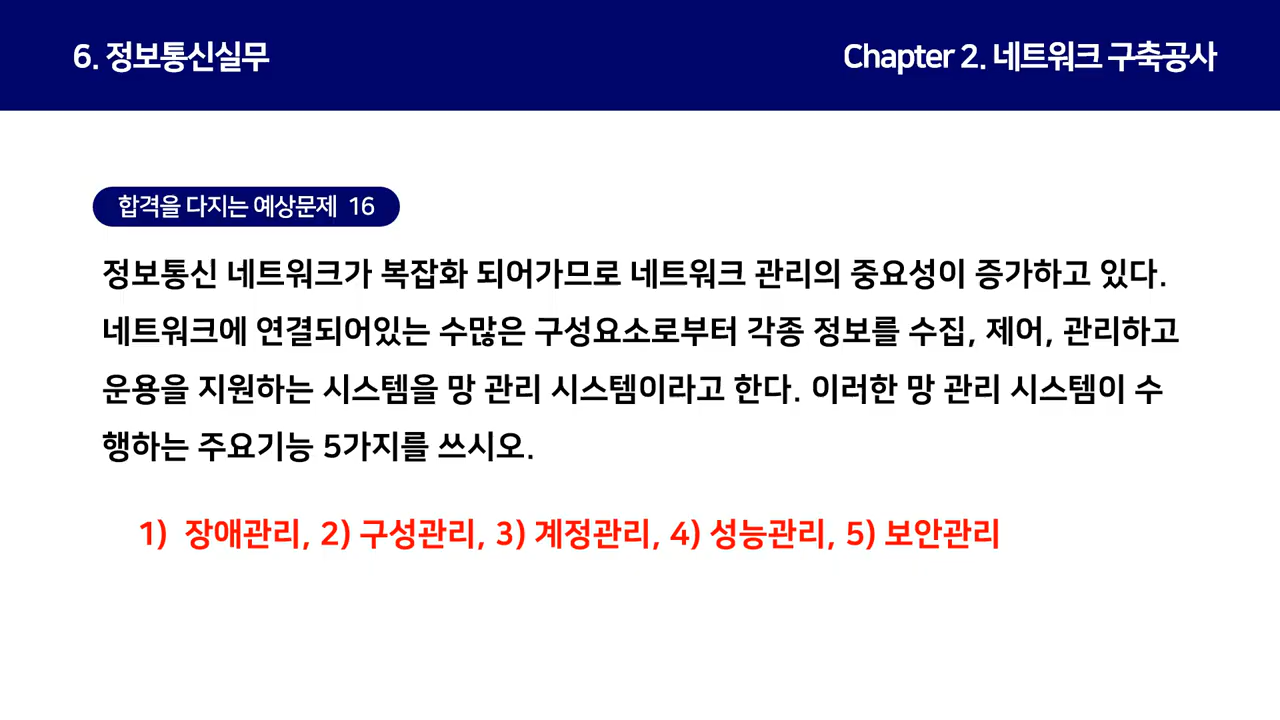 6. 정보통신실무
Chapter 2. 네트워크 구축공사
합격을 다지는 예상문제 16
정보통신 네트워크가 복잡화 되어가므로 네트워크 관리의 중요성이 증가하고 있다.
네트워크에 연결되어있는 수많은 구성요소로부터 각종 정보를 수집, 제어, 관리하고
운용을 지원하는 시스템을 망 관리 시스템이라고 한다. 이러한 망 관리 시스템이 수
행하는 주요기능 5가지를 쓰시오.
1) 장애관리, 2) 구성관리, 3) 계정관리, 4) 성능관리, 5) 보안관리